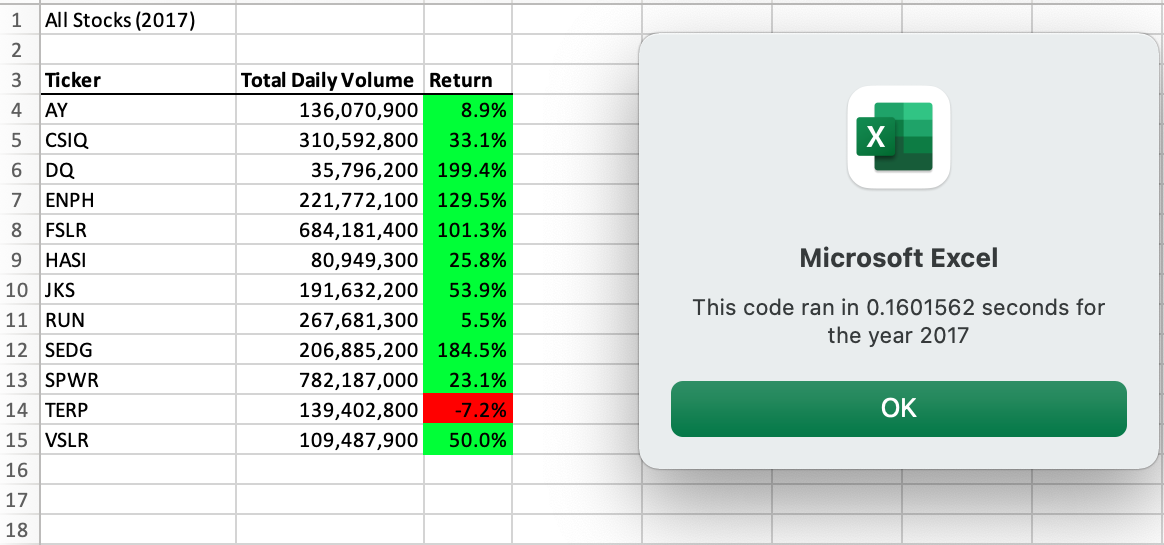 1 All Stocks (2017)
2
3 Ticker Total Daily Volume Return
4 AY 136,070,900 8.9%
5 CSIQ 310,592,800 33.1%
6 DQ 35,796,200 199.4%
7 ENPH 221,772,100 129.5%
8 FSLR 684,181,400 101.3%
9 HASI 80,949,300 25.8%
10 JKS 191,632,200 53.9%
11 RUN 267,681,300 5.5%
12 SEDG 206,885,200 184.5%
13 SPWR 782,187,000 23.1%
14 TERP 139,402,800 -7.2%
15 VSLR 109,487,900 50.0%
16
17
18
X
Microsoft Excel
This code ran in 0.1601562 seconds for
the year 2017
OK